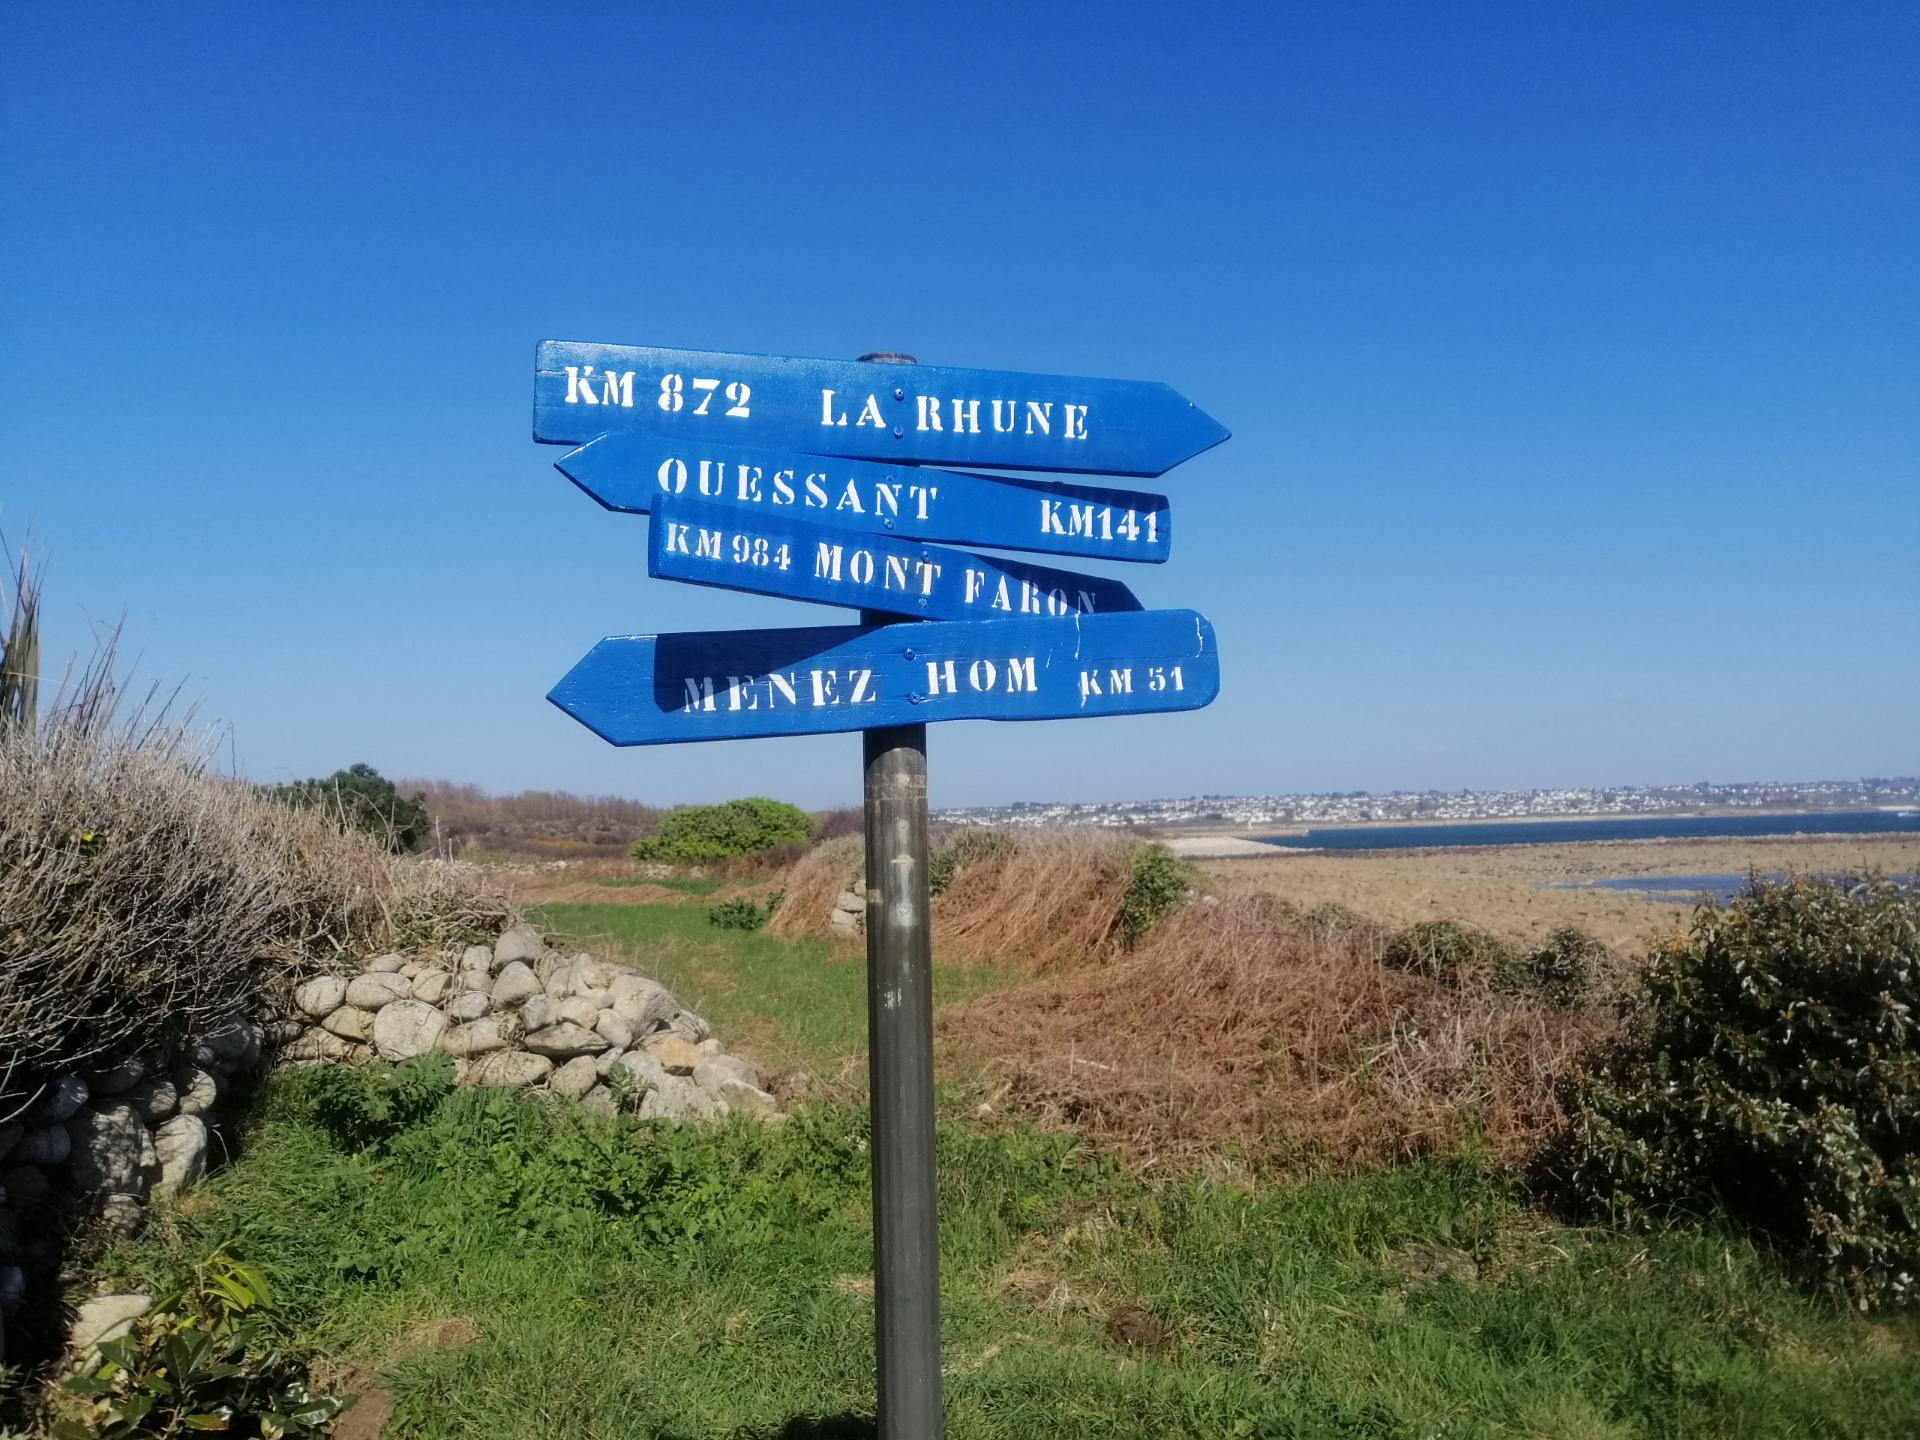 KM 872 LA RHUNE
OUESSANT KM141
KM 984 MONT FARON
MENEZ HOM KM 51